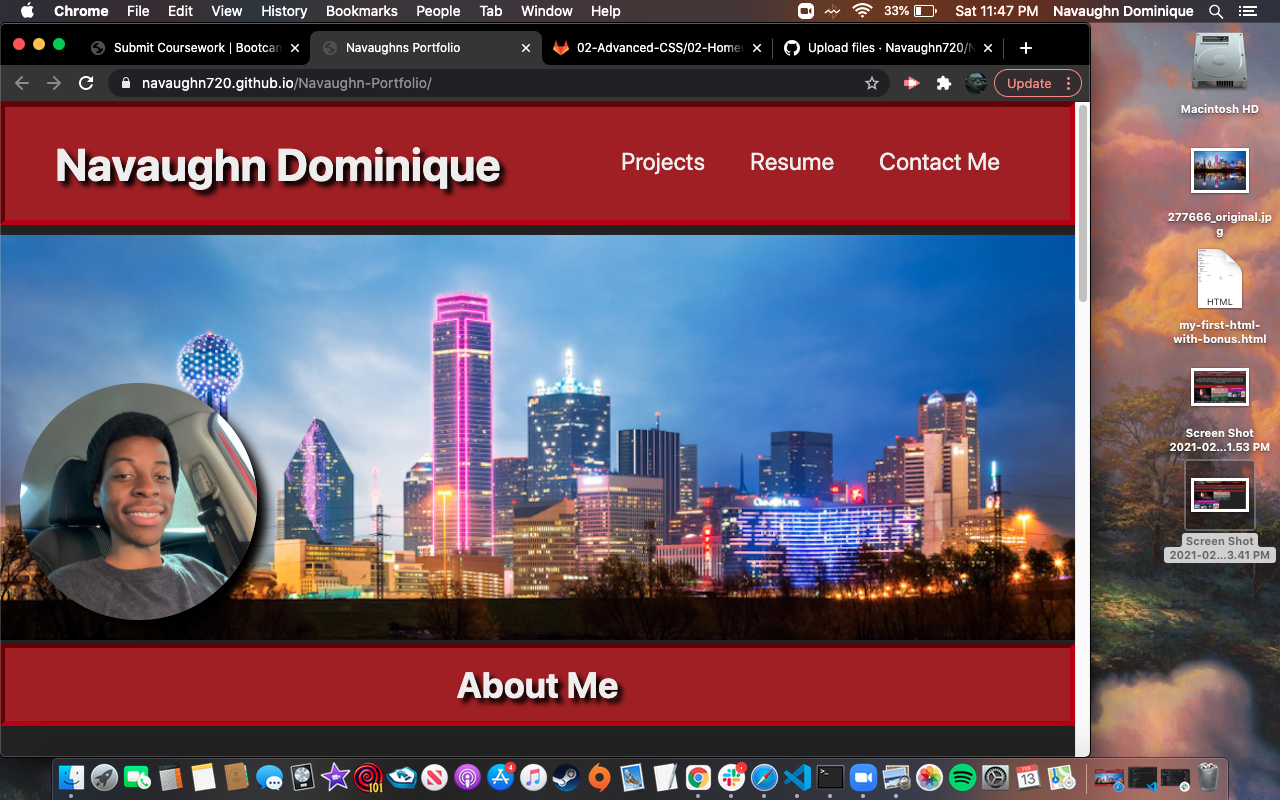 Chrome File Edit View History Bookmarks People Tab Window Help 33% Sat 11:47 PM Navaughn Dominique
Submit Coursework | Bootcam Navaughns Portfolio 02-Advanced-CSS/02-Homew Upload files · Navaughn720/N
navaughn720.github.io/Navaughn-Portfolio/ Update
Navaughn Dominique
Projects Resume Contact Me
About Me
Macintosh HD
277666_original.jp
g
HTML
my-first-html-
with-bonus.html
Screen Shot
2021-02...1.53 PM
Screen Shot
2021-02...3.41 PM
101
4
FEB
13